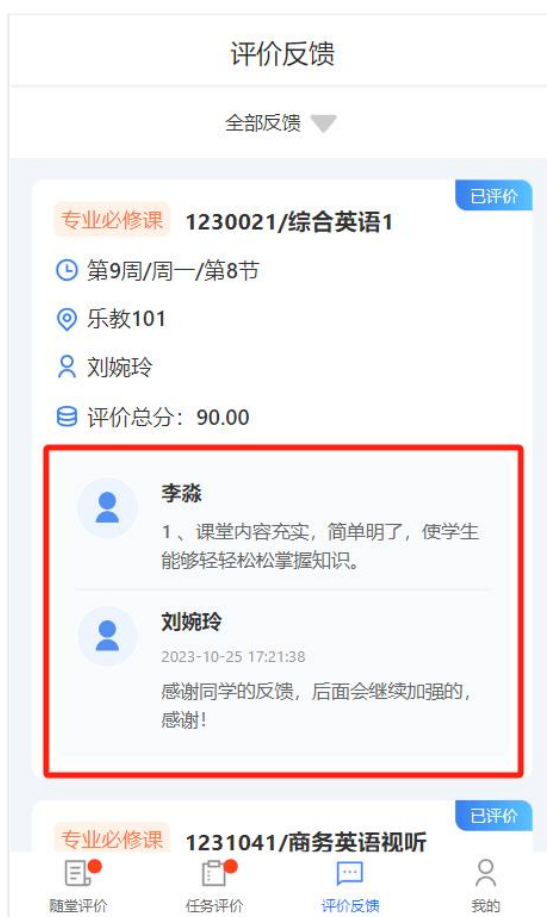 评价反馈
全部反馈
已评价
专业必修课 1230021/综合英语1
第9周/周一/第8节
乐教101
刘婉玲
评价总分：90.00
李淼
1、课堂内容充实，简单明了，使学生
能够轻轻松松掌握知识。
刘婉玲
2023-10-25 17:21:38
感谢同学的反馈，后面会继续加强的，
感谢！
已评价
专业必修课 1231041/商务英语视听
随堂评价 任务评价 评价反馈 我的